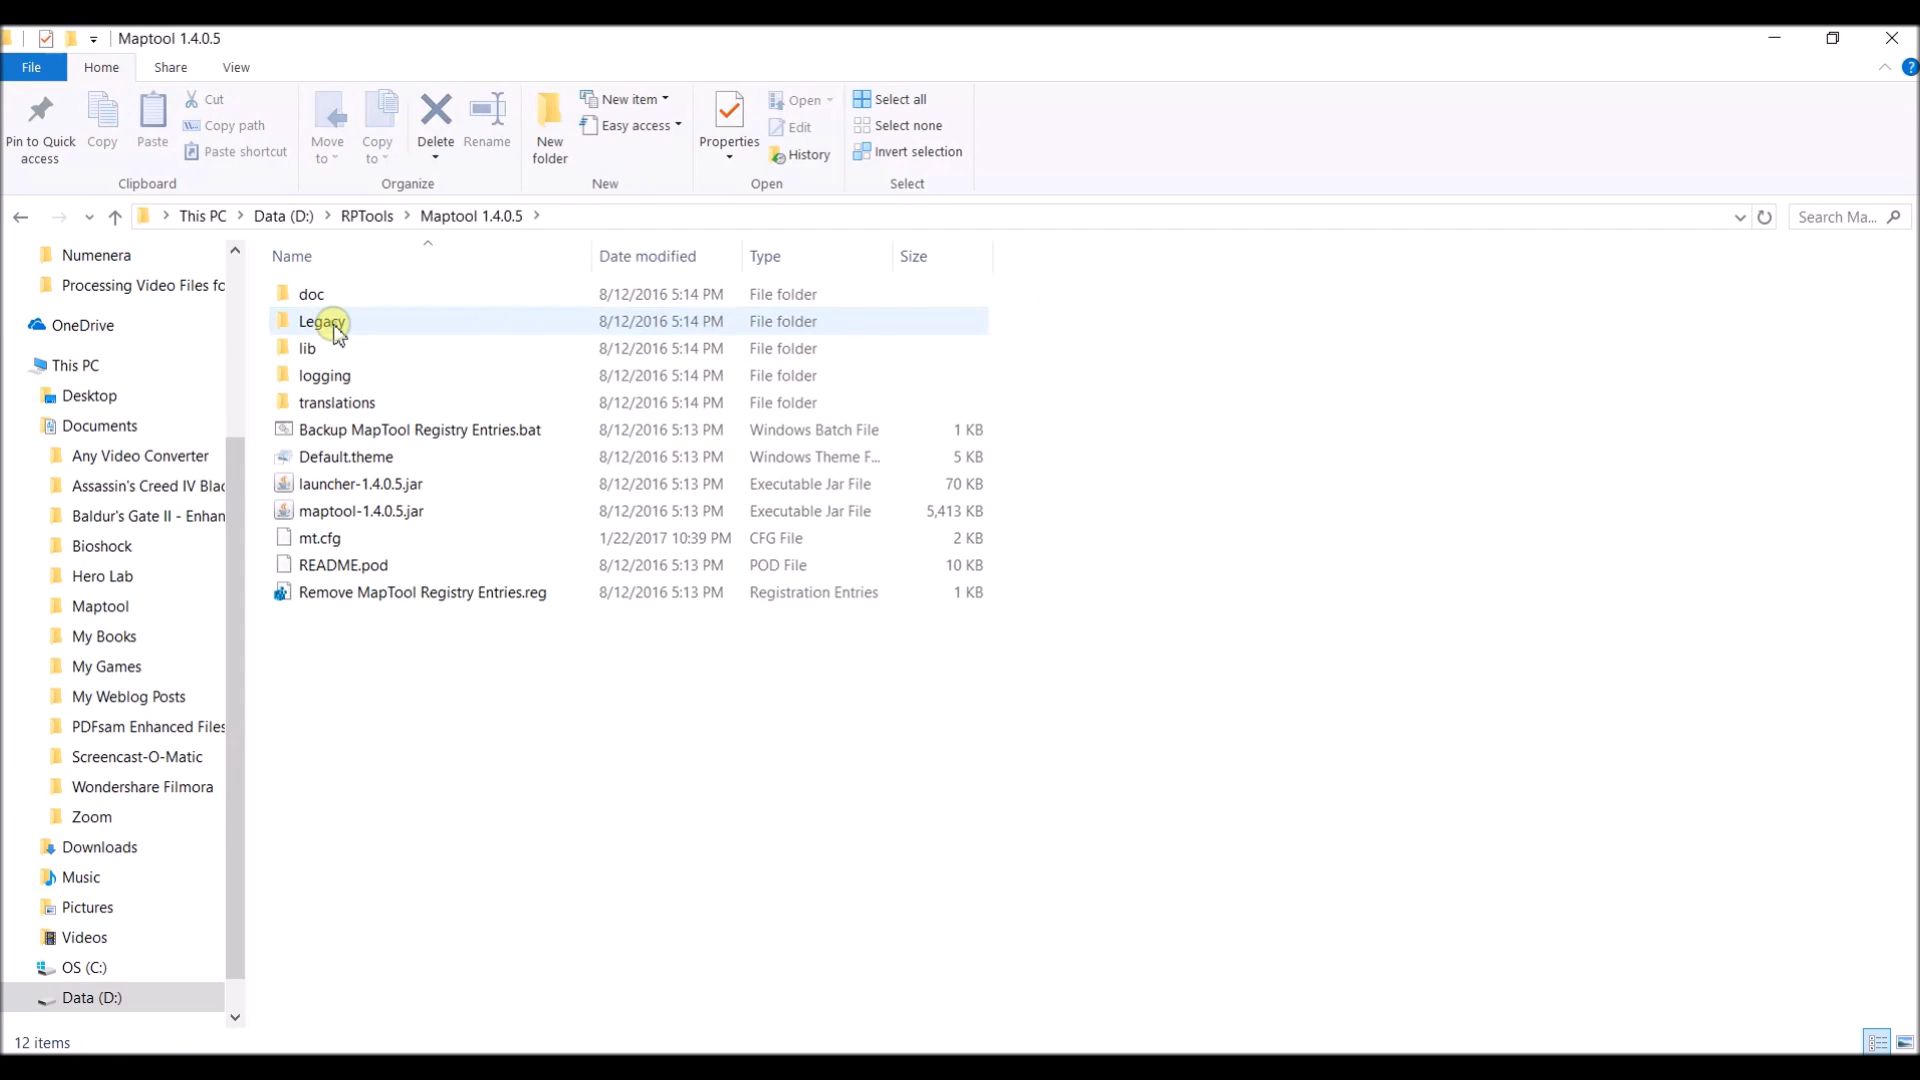 Maptool 1.4.0.5
File Home Share View
Pin to Quick access
Copy
Paste
Cut
Copy path
Paste shortcut
Clipboard
Move to
Copy to
Delete
Rename
Organize
New folder
New item
Easy access
New
Properties
Open
Edit
History
Open
Select all
Select none
Invert selection
Select
This PC > Data (D:) > RPTools > Maptool 1.4.0.5 >
Search Ma...
Name Date modified Type Size
doc 8/12/2016 5:14 PM File folder
Legacy 8/12/2016 5:14 PM File folder
lib 8/12/2016 5:14 PM File folder
logging 8/12/2016 5:14 PM File folder
translations 8/12/2016 5:14 PM File folder
Backup MapTool Registry Entries.bat 8/12/2016 5:13 PM Windows Batch File 1 KB
Default.theme 8/12/2016 5:13 PM Windows Theme F... 5 KB
launcher-1.4.0.5.jar 8/12/2016 5:13 PM Executable Jar File 70 KB
maptool-1.4.0.5.jar 8/12/2016 5:13 PM Executable Jar File 5,413 KB
mt.cfg 1/22/2017 10:39 PM CFG File 2 KB
README.pod 8/12/2016 5:13 PM POD File 10 KB
Remove MapTool Registry Entries.reg 8/12/2016 5:13 PM Registration Entries 1 KB
Numenera
Processing Video Files fo
OneDrive
This PC
Desktop
Documents
Any Video Converter
Assassin's Creed IV Blac
Baldur's Gate II - Enhan
Bioshock
Hero Lab
Maptool
My Books
My Games
My Weblog Posts
PDFsam Enhanced Files
Screencast-O-Matic
Wondershare Filmora
Zoom
Downloads
Music
Pictures
Videos
OS (C:)
Data (D:)
12 items